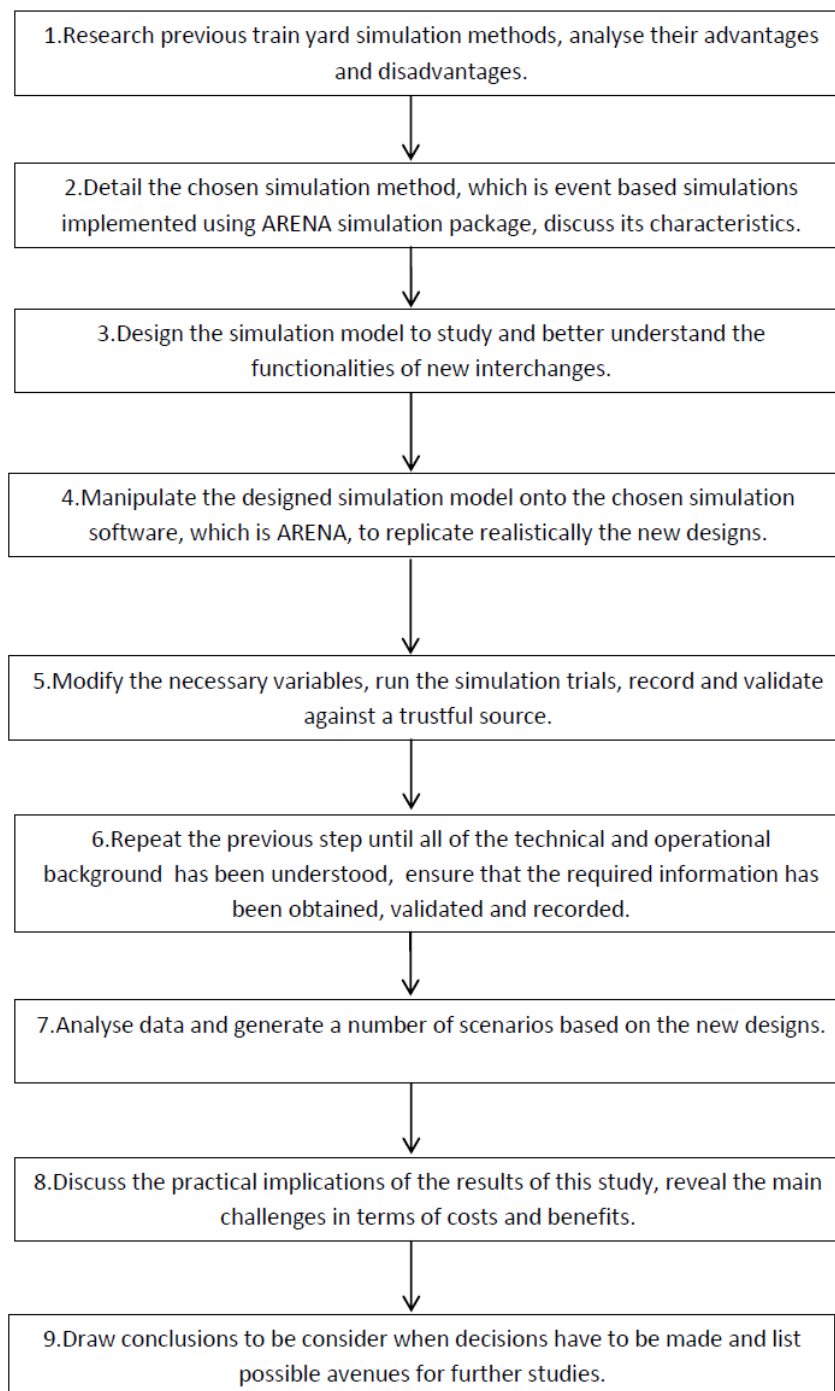 1.Research previous train yard simulation methods, analyse their advantages
and disadvantages.
2.Detail the chosen simulation method, which is event based simulations
implemented using ARENA simulation package, discuss its characteristics.
3.Design the simulation model to study and better understand the
functionalities of new interchanges.
4.Manipulate the designed simulation model onto the chosen simulation
software, which is ARENA, to replicate realistically the new designs.
5.Modify the necessary variables, run the simulation trials, record and validate
against a trustful source.
6.Repeat the previous step until all of the technical and operational
background has been understood, ensure that the required information has
been obtained, validated and recorded.
7.Analyse data and generate a number of scenarios based on the new designs.
8.Discuss the practical implications of the results of this study, reveal the main
challenges in terms of costs and benefits.
9.Draw conclusions to be consider when decisions have to be made and list
possible avenues for further studies.